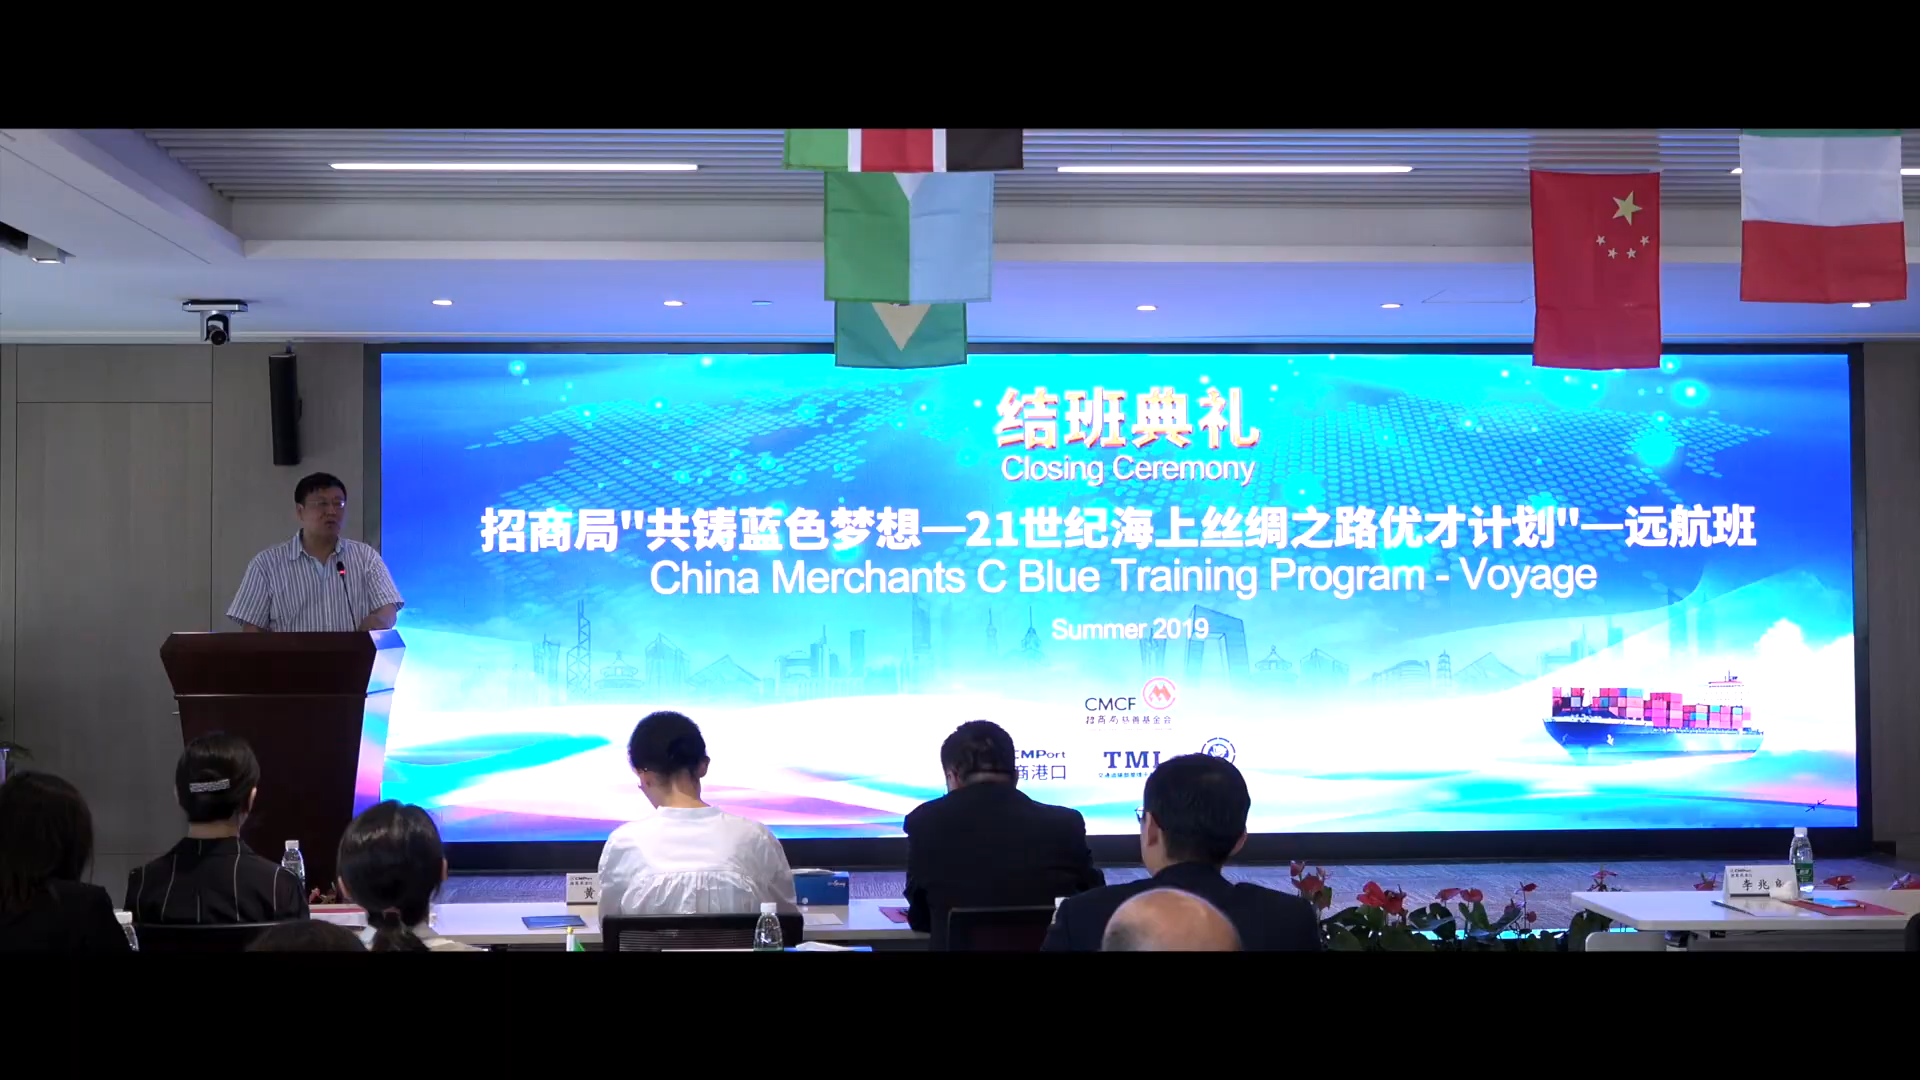 结班典礼
Closing Ceremony
招商局"共铸蓝色梦想—21世纪海上丝绸之路优才计划"—远航班
China Merchants C Blue Training Program - Voyage
Summer 2019
CMCF
招商局慈善基金会
CMPort
商港口
TML
黄
李兆